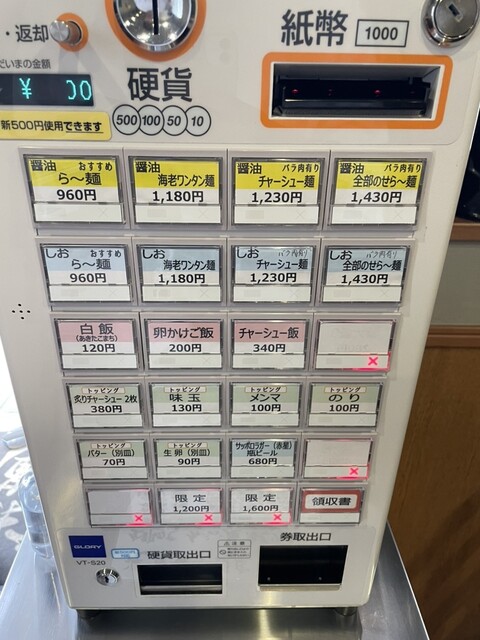 ・返却
紙幣
1000
だいまの金額
¥ 00
硬貨
新500円使用できます
500 100 50 10
醤油 おすすめ
ら〜麺
960円
醤油
海老ワンタン麺
1,180円
醤油 バラ肉有り
チャーシュー麺
1,230円
醤油 バラ肉有り
全部のせら〜麺
1,430円
しお おすすめ
ら〜麺
960円
しお
海老ワンタン麺
1,180円
しお バラ肉有り
チャーシュー麺
1,230円
しお バラ肉有り
全部のせら〜麺
1,430円
白飯
(あきたこまち)
120円
卵かけご飯
200円
チャーシュー飯
340円
×
トッピング
炙りチャーシュー2枚
380円
トッピング
味玉
130円
トッピング
メンマ
100円
トッピング
のり
100円
トッピング
バター(別皿)
70円
トッピング
生卵(別皿)
90円
サッポロラガー(赤星)
瓶ビール
680円
×
×
限定
1,200円
×
限定
1,600円
×
領収書
GLORY
VT-S20
硬貨取出口
券取出口